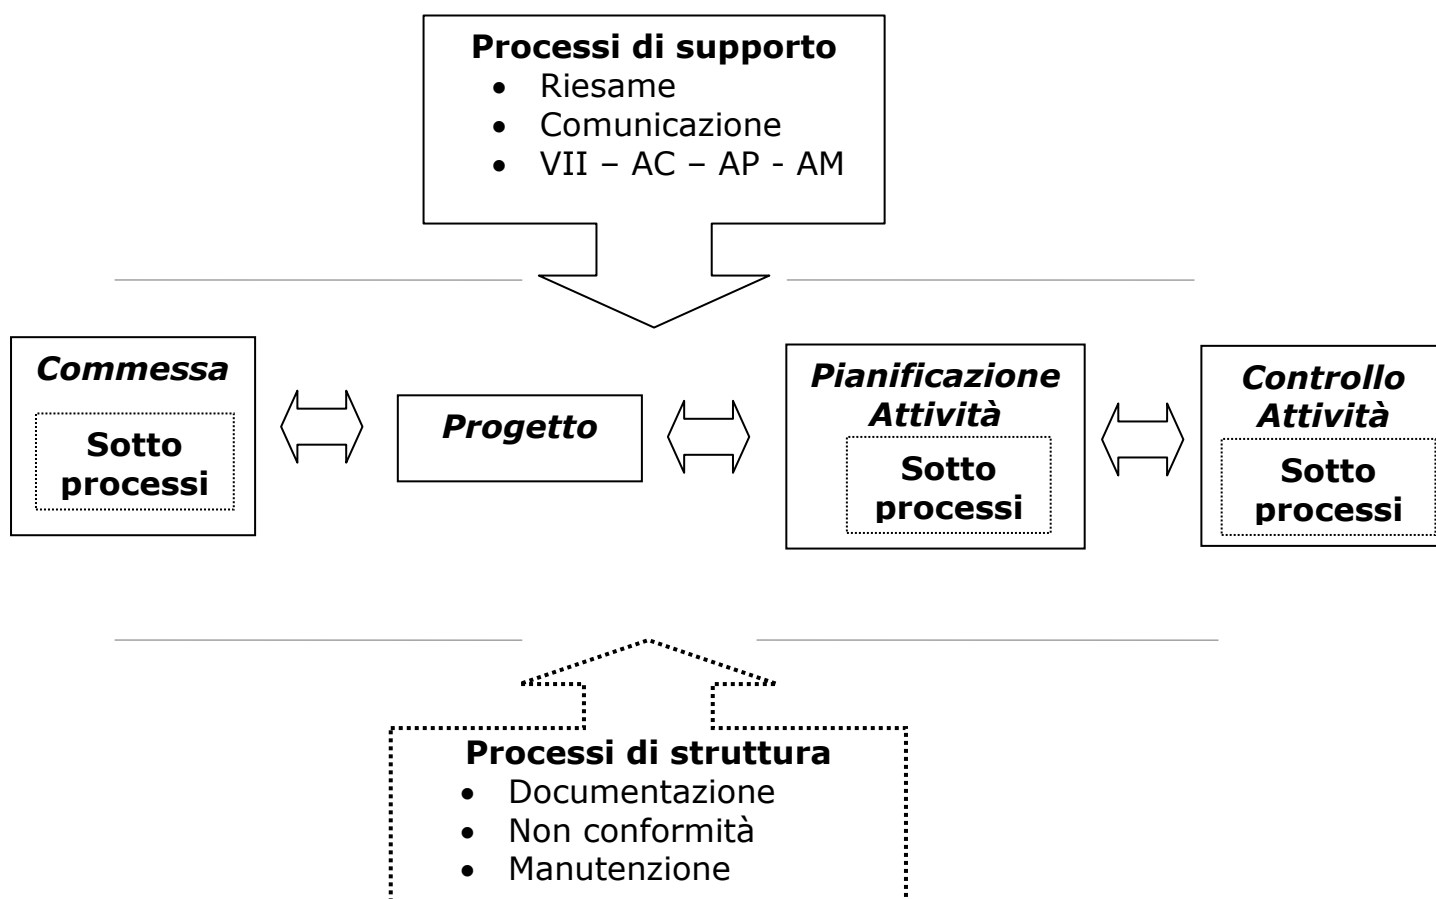 Processi di supporto
• Riesame
• Comunicazione
• VII – AC – AP - AM
Commessa
Sotto
processi
Progetto
Pianificazione
Attività
Sotto
processi
Controllo
Attività
Sotto
processi
Processi di struttura
• Documentazione
• Non conformità
• Manutenzione